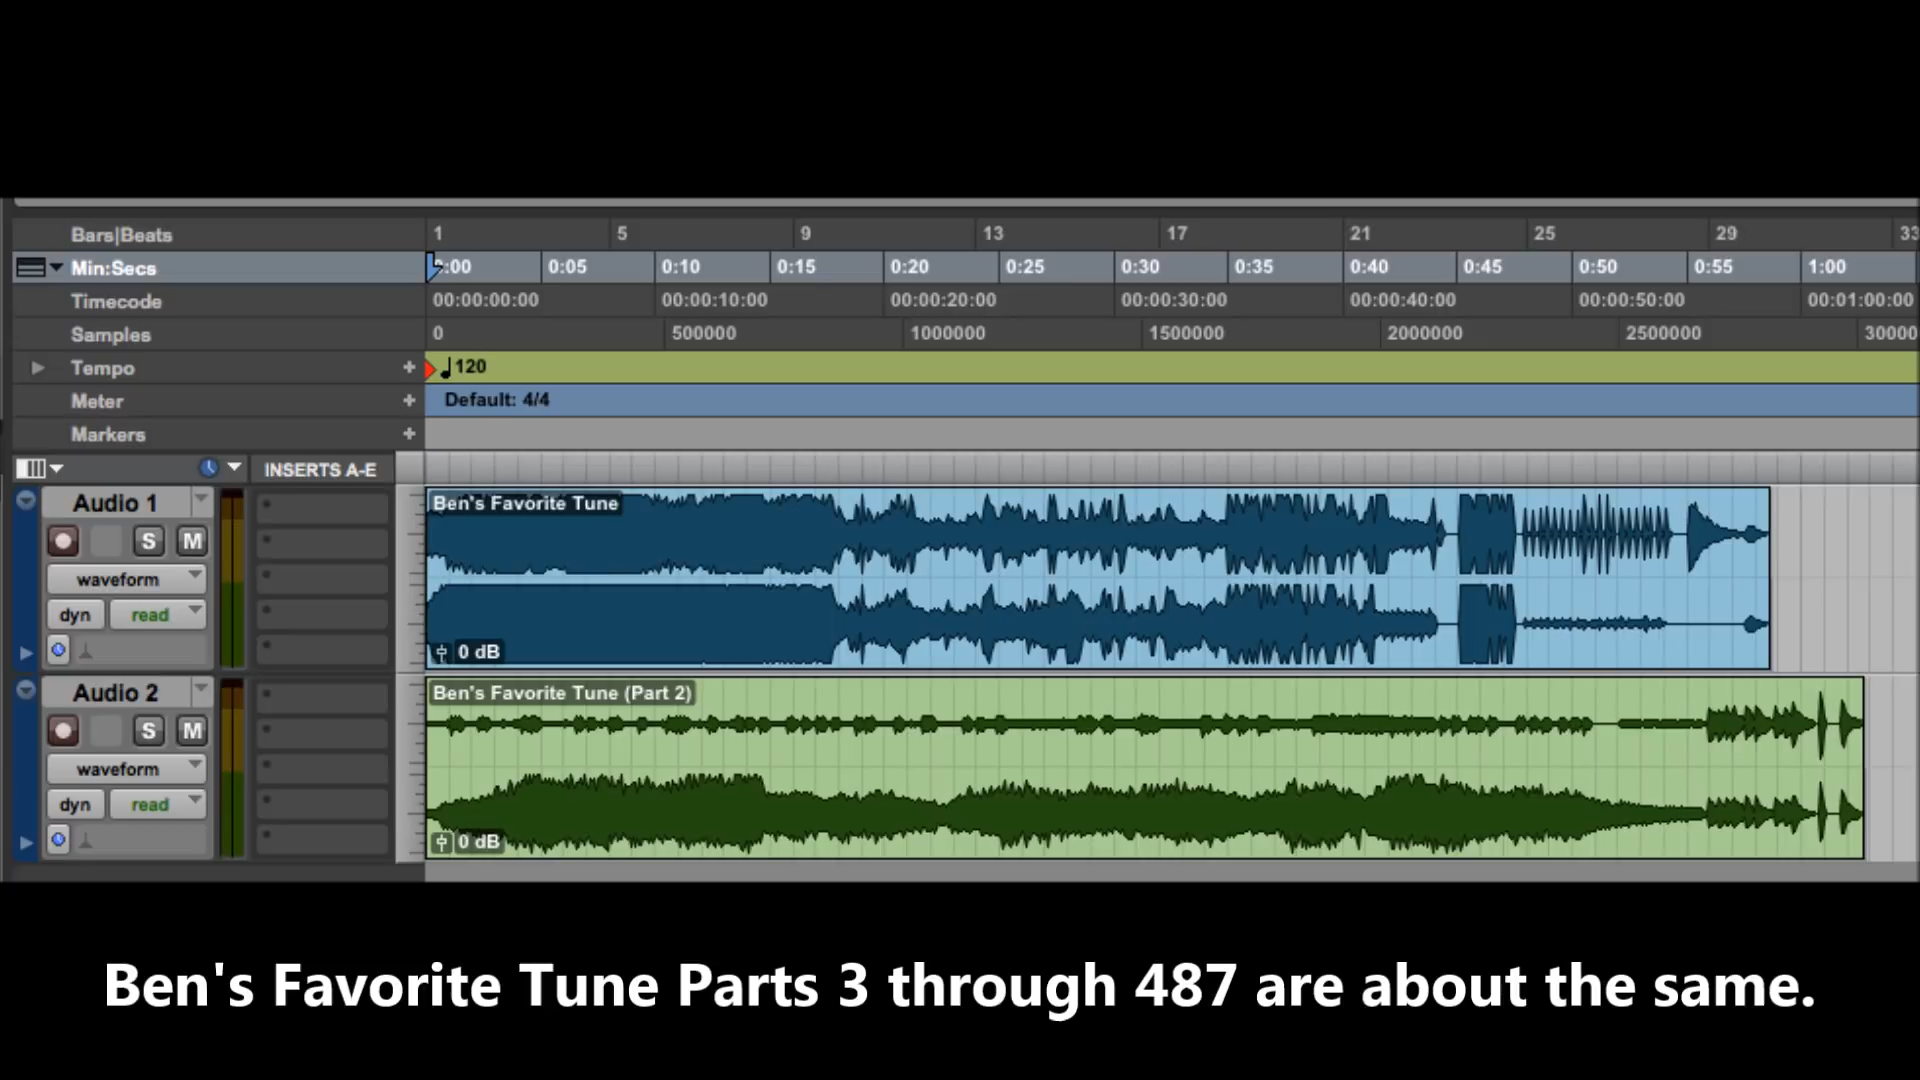 Bars|Beats 1 5 9 13 17 21 25 29 33
Min:Secs :00 0:05 0:10 0:15 0:20 0:25 0:30 0:35 0:40 0:45 0:50 0:55 1:00
Timecode 00:00:00:00 00:00:10:00 00:00:20:00 00:00:30:00 00:00:40:00 00:00:50:00 00:01:00:00
Samples 0 500000 1000000 1500000 2000000 2500000 30000
Tempo + 120
Meter + Default: 4/4
Markers +
INSERTS A-E
Audio 1 Ben's Favorite Tune
S M
waveform
dyn read
0 dB
Audio 2 Ben's Favorite Tune (Part 2)
S M
waveform
dyn read
0 dB
Ben's Favorite Tune Parts 3 through 487 are about the same.